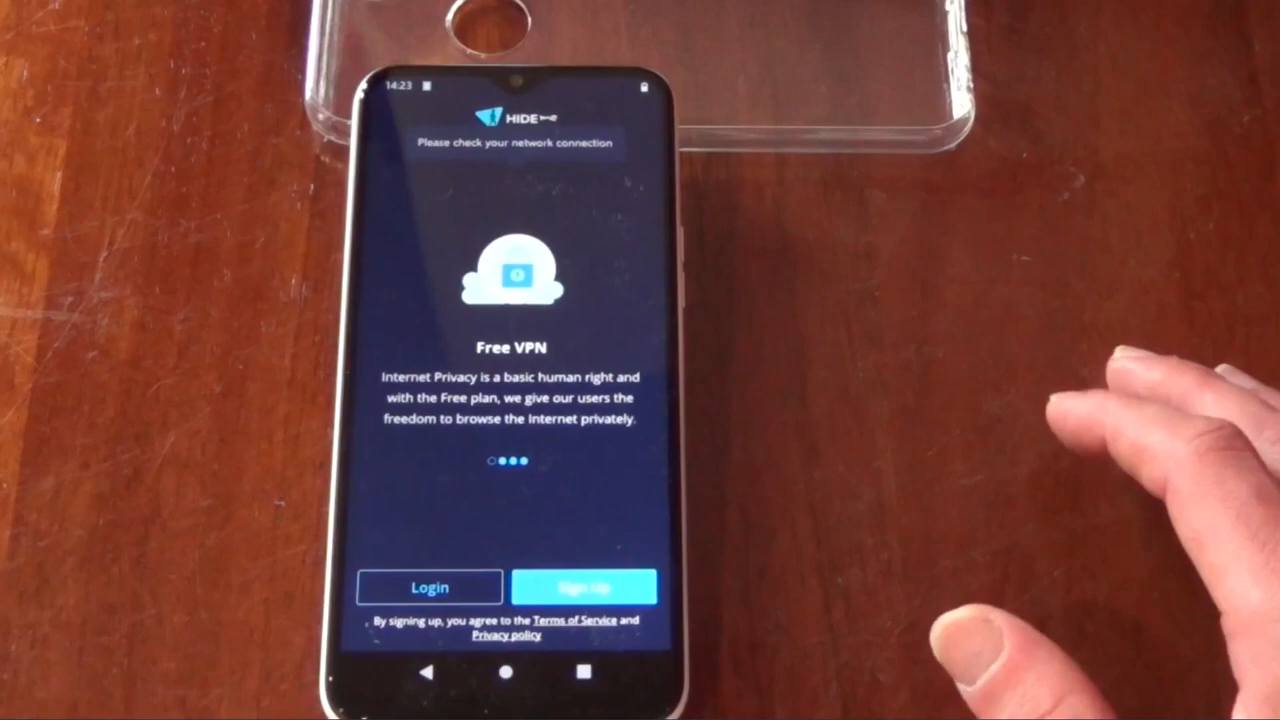 14:23
HIDE
Please check your network connection
Free VPN
Internet Privacy is a basic human right and
with the Free plan, we give our users the
freedom to browse the Internet privately.
Login
Sign Up
By signing up, you agree to the Terms of Service and
Privacy policy